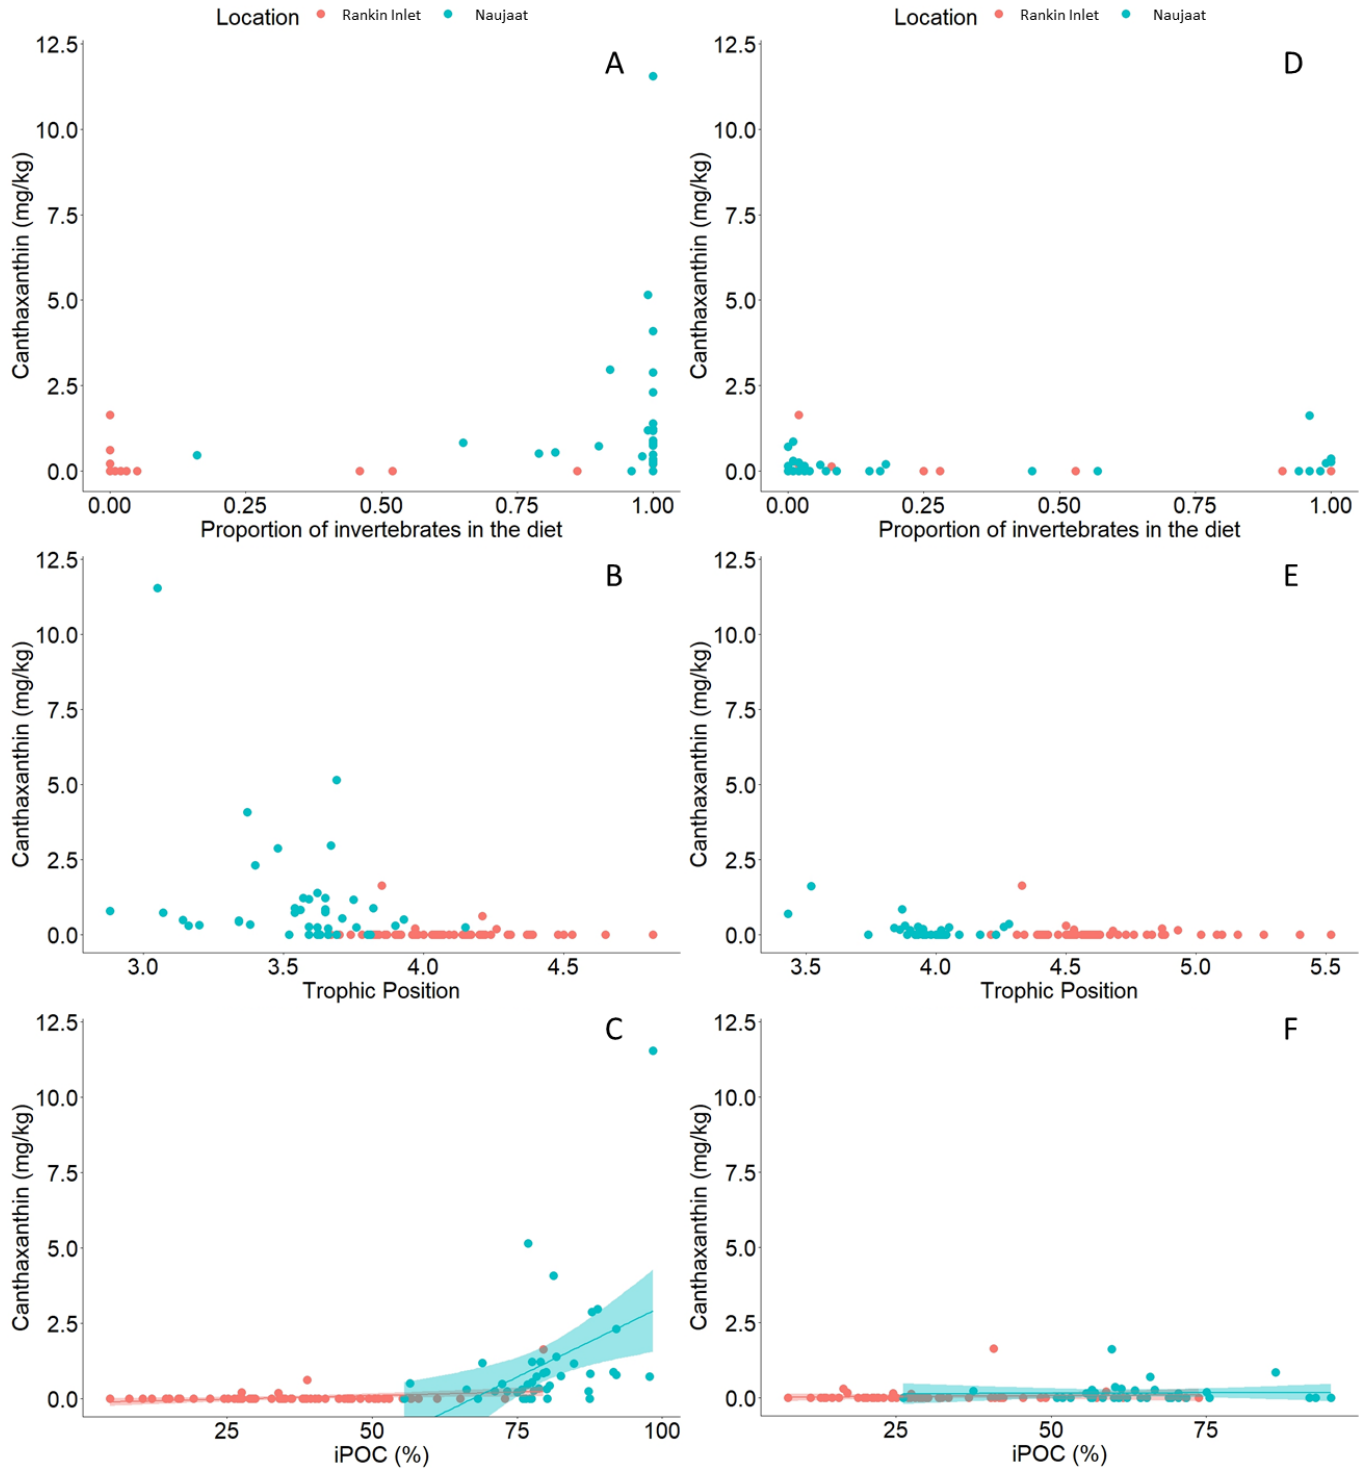 Location Rankin Inlet Naujaat
A
12.5
10.0
7.5
5.0
2.5
0.0
Canthaxanthin (mg/kg)
0.00 0.25 0.50 0.75 1.00
Proportion of invertebrates in the diet
Location Rankin Inlet Naujaat
D
12.5
10.0
7.5
5.0
2.5
0.0
Canthaxanthin (mg/kg)
0.00 0.25 0.50 0.75 1.00
Proportion of invertebrates in the diet
B
12.5
10.0
7.5
5.0
2.5
0.0
Canthaxanthin (mg/kg)
3.0 3.5 4.0 4.5
Trophic Position
E
12.5
10.0
7.5
5.0
2.5
0.0
Canthaxanthin (mg/kg)
3.5 4.0 4.5 5.0 5.5
Trophic Position
C
12.5
10.0
7.5
5.0
2.5
0.0
Canthaxanthin (mg/kg)
25 50 75 100
iPOC (%)
F
12.5
10.0
7.5
5.0
2.5
0.0
Canthaxanthin (mg/kg)
25 50 75
iPOC (%)